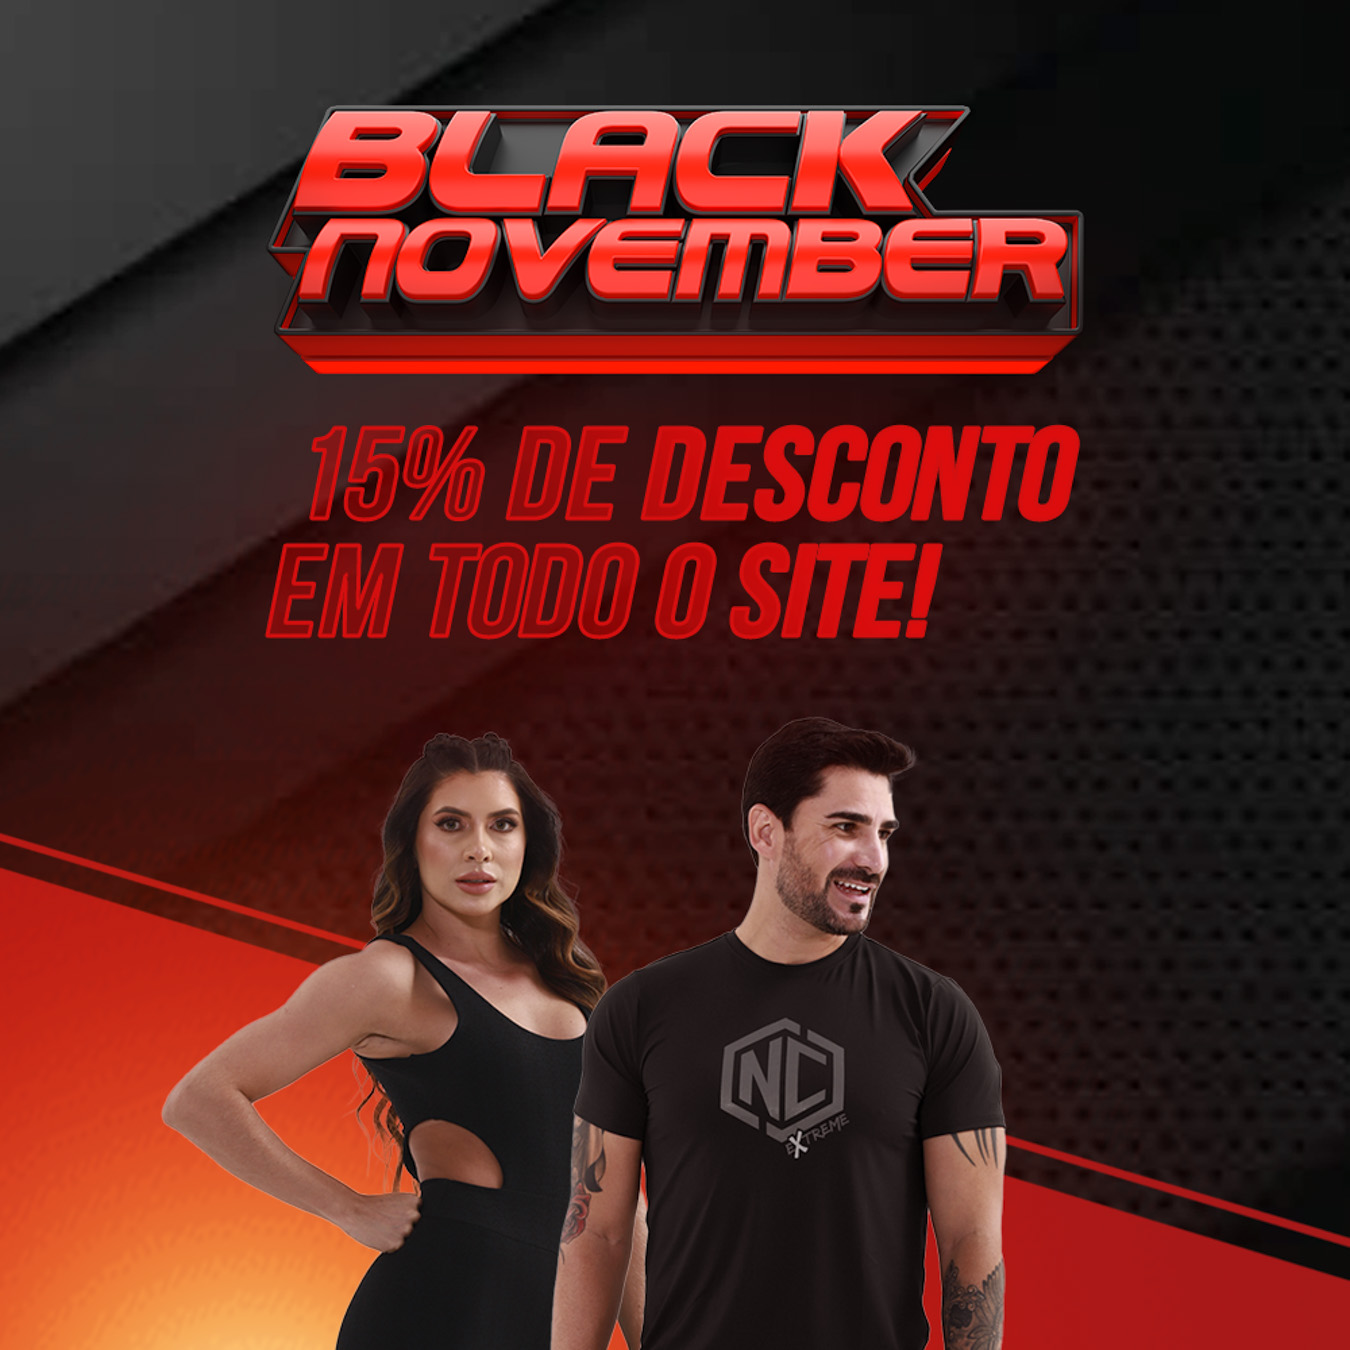 BLACK
NOVEMBER
15% DE DESCONTO
EM TODO O SITE!
NC
EXTREME